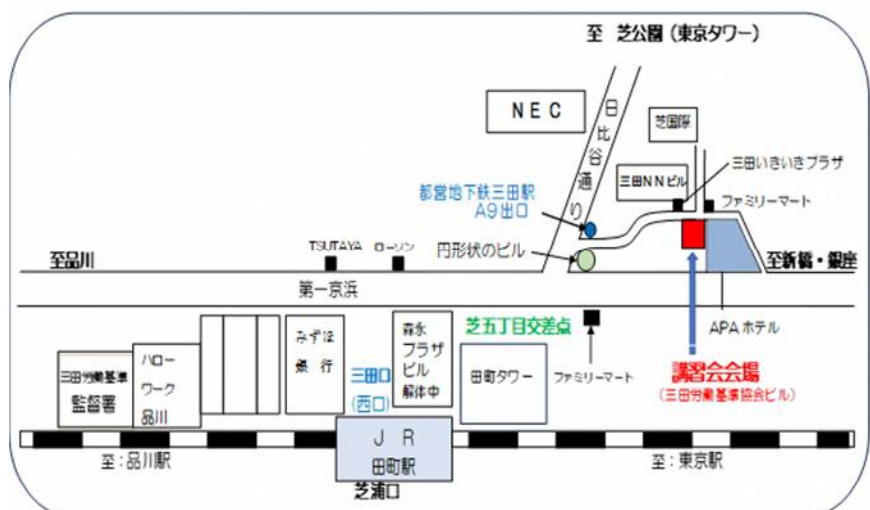 至 芝公園(東京タワー)
NEC
日比谷通り
芝国際
三田いきいきプラザ
三田NNビル
ファミリーマート
都営地下鉄三田駅
A9出口
円形状のビル
TSUTAYA ローソン
至品川
至新橋・銀座
第一京浜
芝五丁目交差点
APAホテル
ファミリーマート
講習会会場
(三田労働基準協会ビル)
三田労働基準
監督署
ハロー
ワーク
品川
みずほ
銀行
三田口
(西口)
森永
プラザ
ビル
解体中
田町タワー
JR
田町駅
芝浦口
至:品川駅
至:東京駅